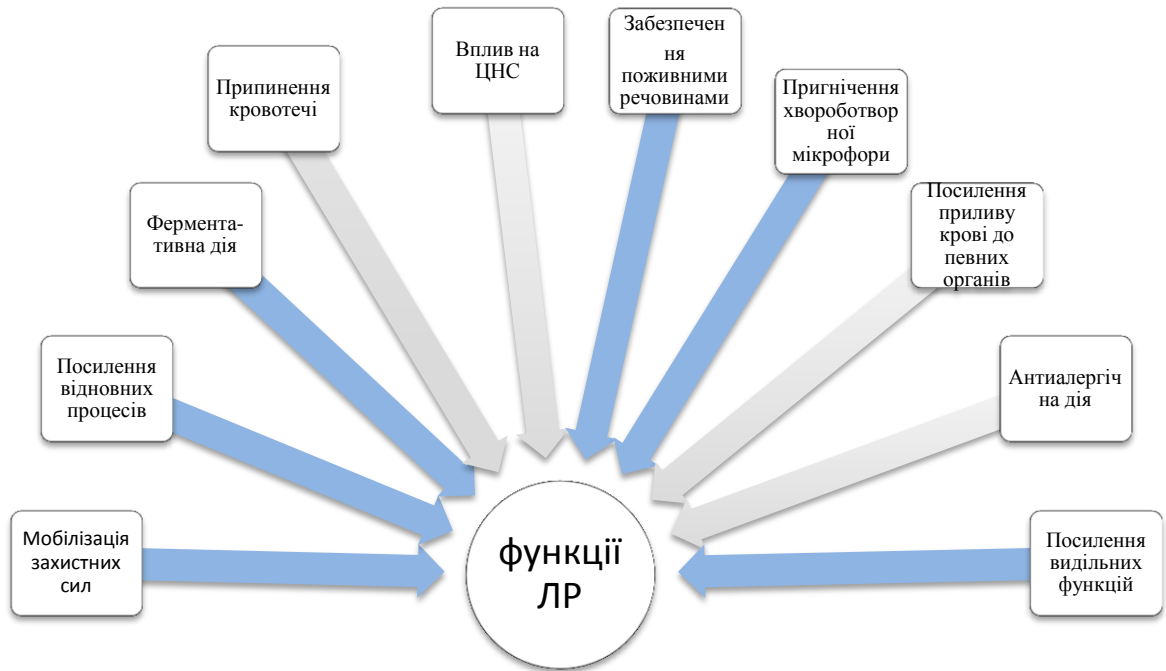 Забезпечен
ня
поживними
речовинами
Вплив на
ЦНС
Припинення
кровотечі
Пригнічення
хвороботвор
ної
мікрофори
Фермента-
тивна дія
Посилення
приливу
крові до
певних
органів
Посилення
відновних
процесів
Антиалергіч
на дія
Мобілізація
захистних
сил
функції
ЛР
Посилення
видільних
функцій